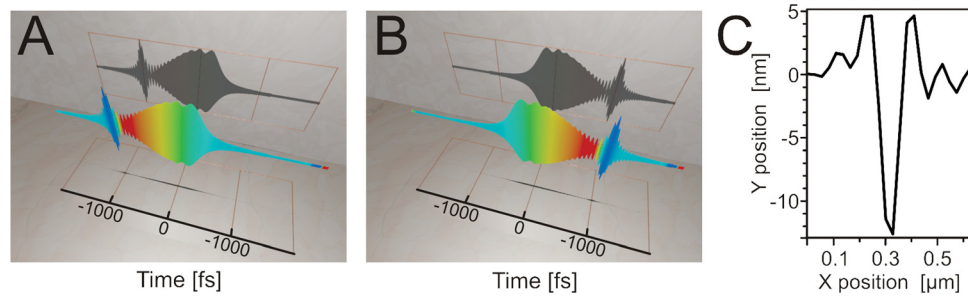 A
B
C
-1000
0
-1000
Time [fs]
-1000
0
-1000
Time [fs]
5
0
-5
-10
Y position [nm]
0.1 0.3 0.5
X position [µm]